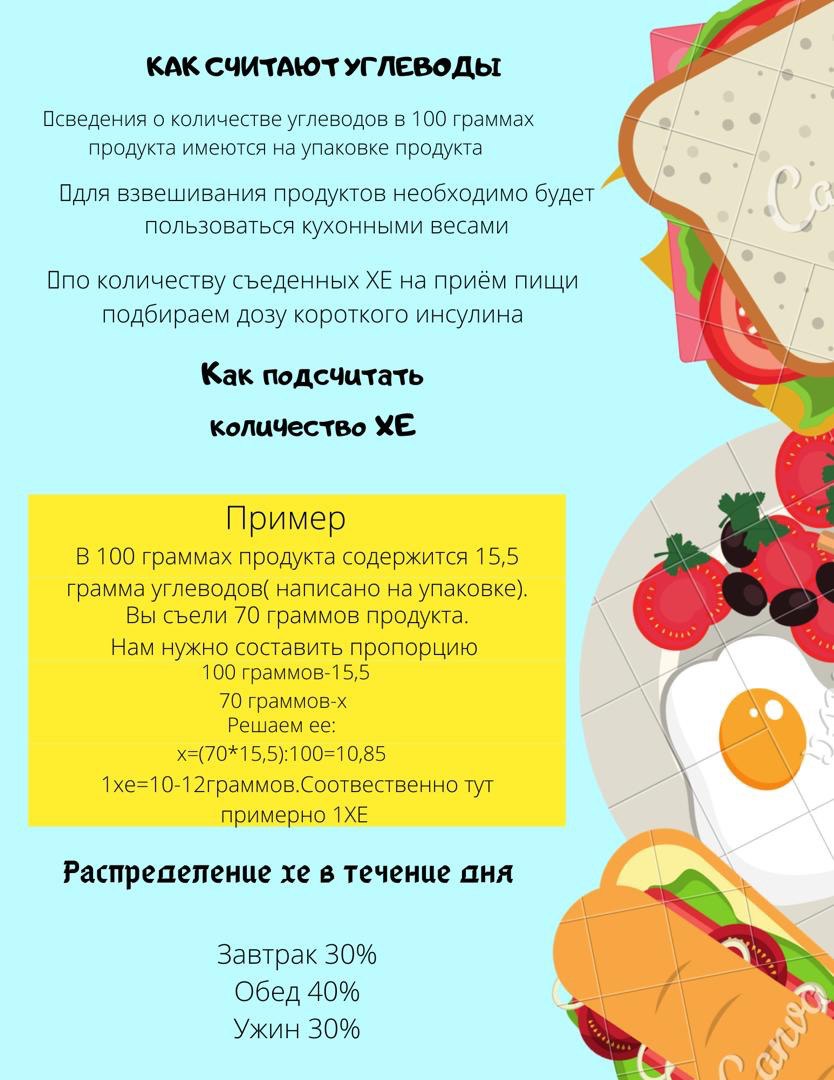 КАК СЧИТАЮТ УГЛЕВОДЫ
сведения о количестве углеводов в 100 граммах
продукта имеются на упаковке продукта
для взвешивания продуктов необходимо будет
пользоваться кухонными весами
по количеству съеденных ХЕ на приём пищи
подбираем дозу короткого инсулина
Как подсчитать
количество ХЕ
Пример
В 100 граммах продукта содержится 15,5
грамма углеводов( написано на упаковке).
Вы съели 70 граммов продукта.
Нам нужно составить пропорцию
100 граммов-15,5
70 граммов-х
Решаем ее:
х=(70*15,5):100=10,85
1хе=10-12граммов.Соотвественно тут
примерно 1ХЕ
Распределение хе в течение дня
Завтрак 30%
Обед 40%
Ужин 30%
Canva